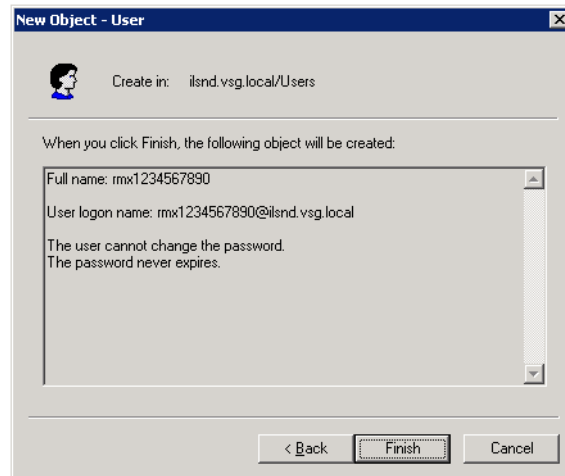 New Object - User
Create in: ilsnd.vsg.local/Users
When you click Finish, the following object will be created:
Full name: rmx1234567890
User logon name: rmx1234567890@ilsnd.vsg.local
The user cannot change the password.
The password never expires.
< Back
Finish
Cancel